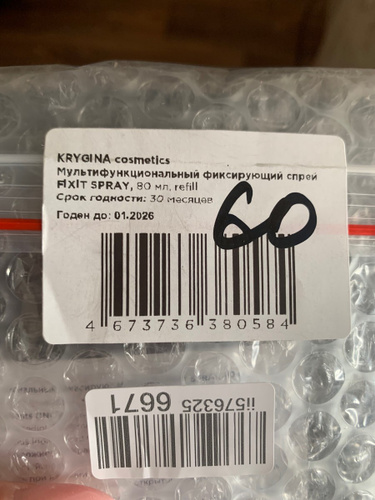 KRYGINA cosmetics
Мультифункциональный фиксирующий спрей
FIXIT SPRAY, 80 мл, refill
Срок годности: 30 месяцев
Годен до: 01.2026
60
4 673736 380584
ii5763256671